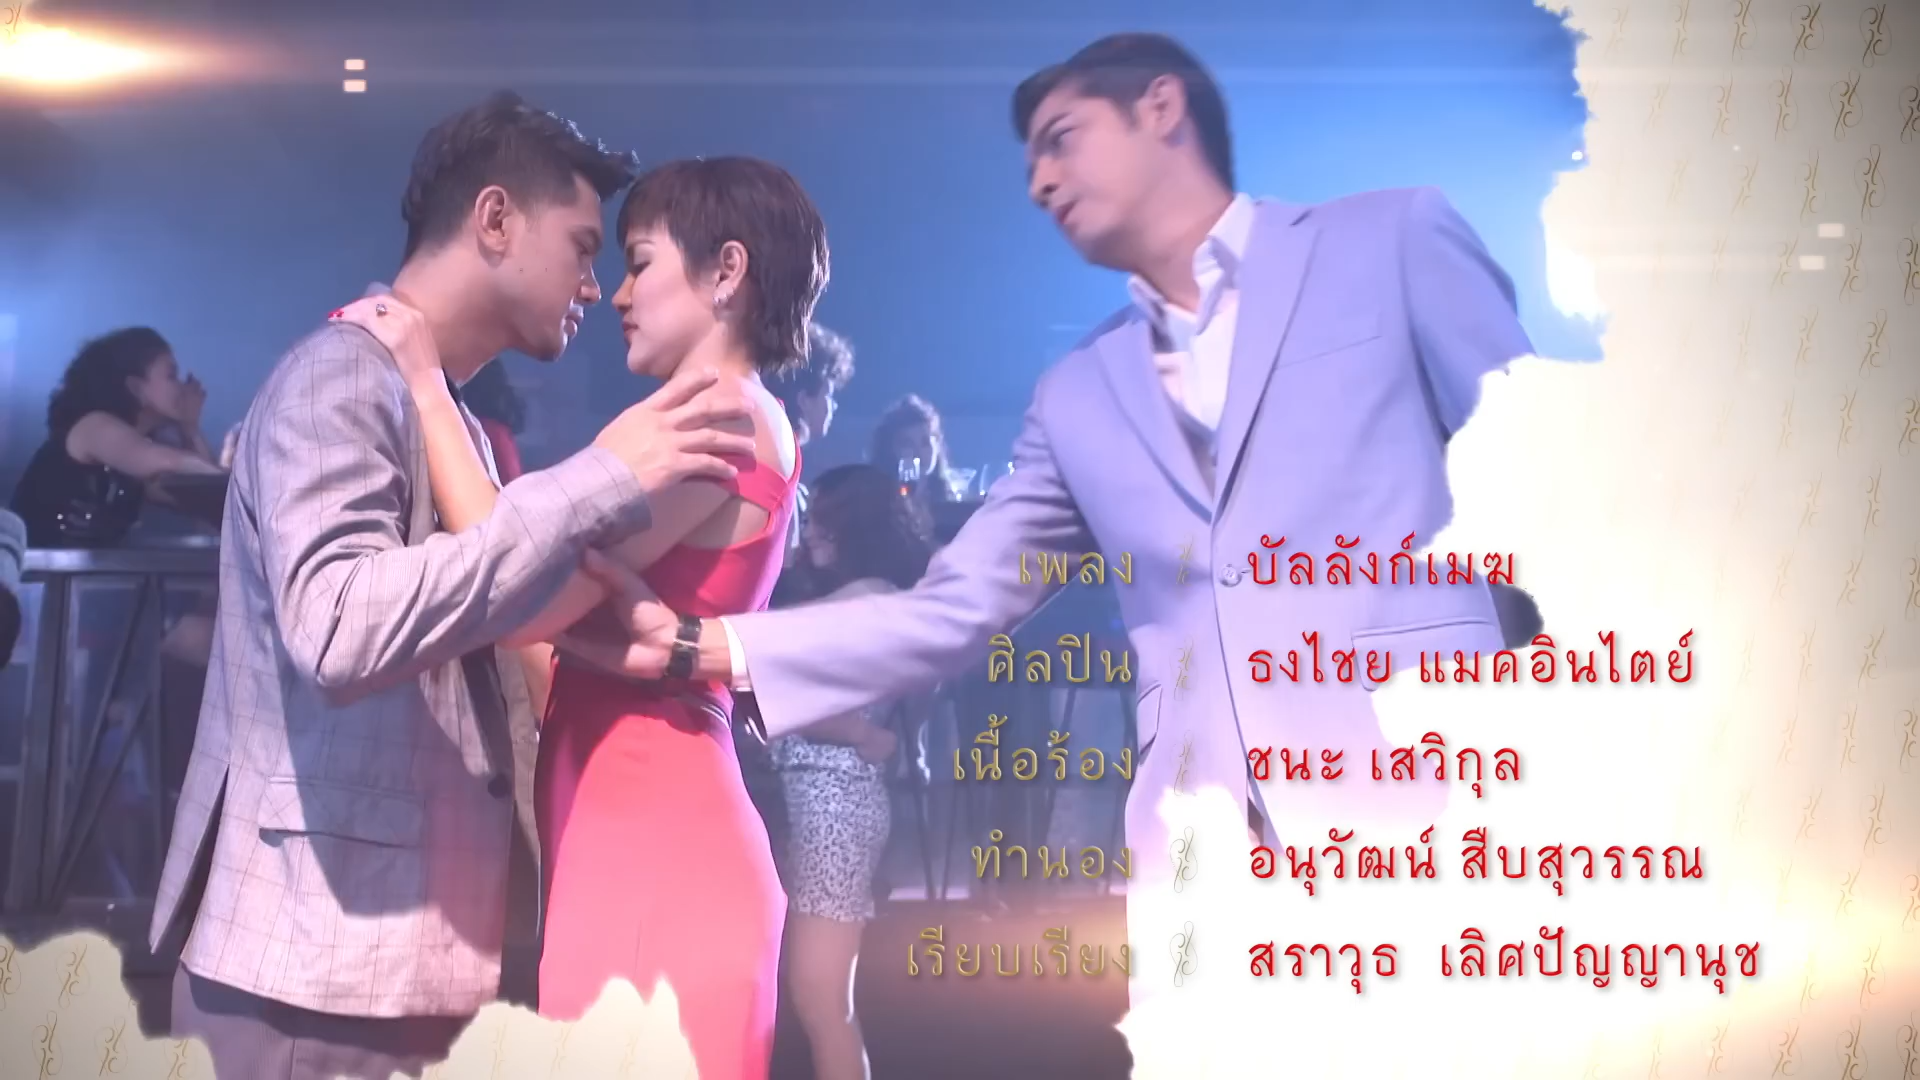 เพลง บัลลังก์เมฆ
ศิลปิน ธงไชย แมคอินไตย์
เนื้อร้อง ชนะ เสวิกุล
ทำนอง อนุวัฒน์ สืบสุวรรณ
เรียบเรียง สราวุธ เลิศปัญญานุช